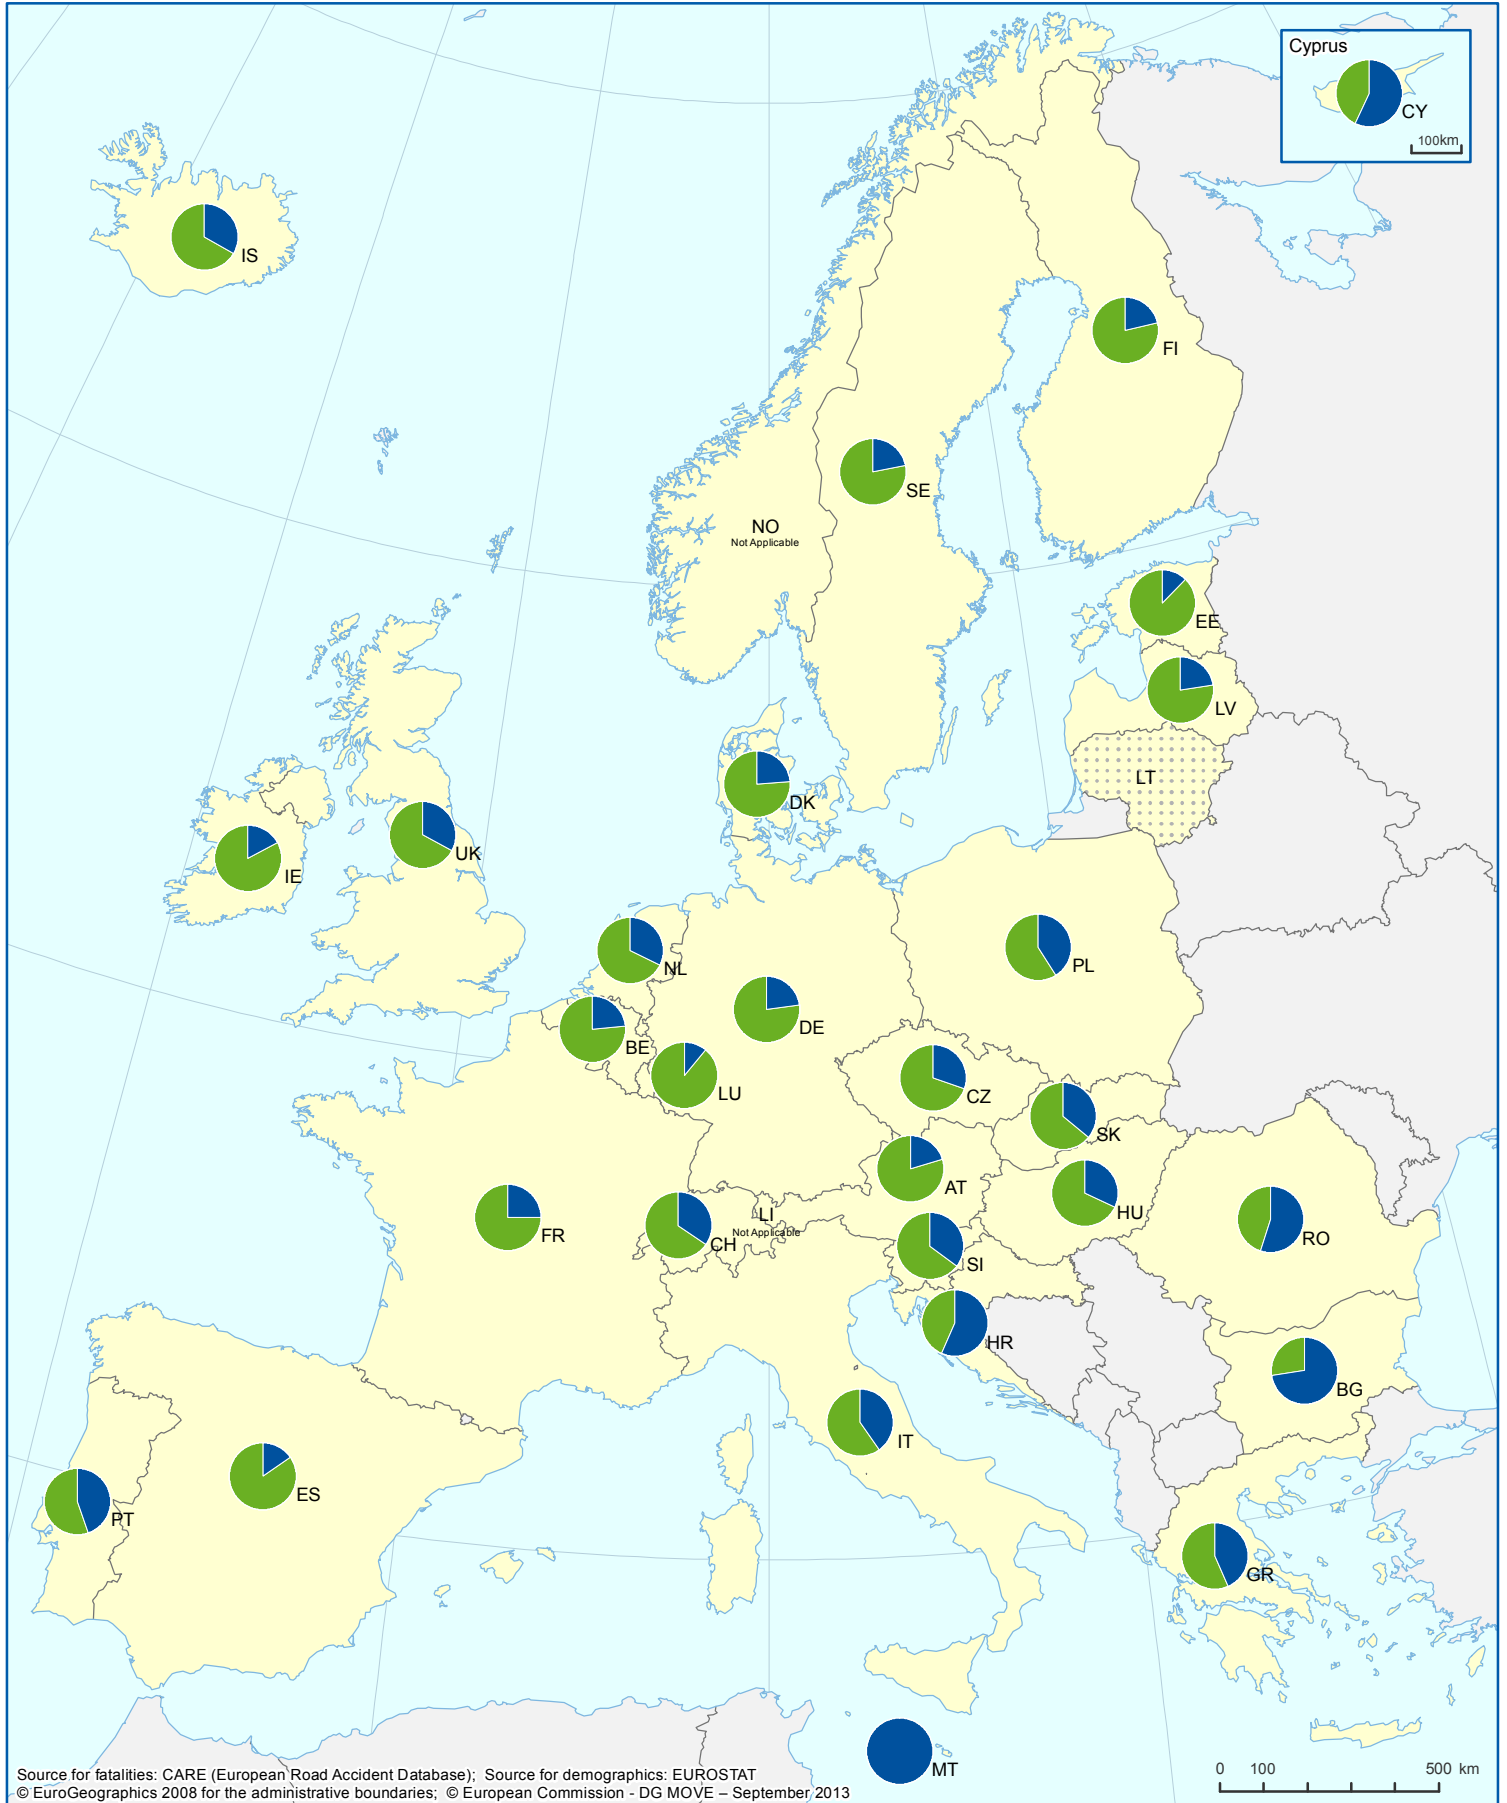 Cyprus
CY
100km
IS
FI
SE
NO
Not Applicable
EE
LV
LT
DK
UK
IE
NL
PL
DE
BE
LU
CZ
SK
AT
HU
LI
Not Applicable
FR
CH
RO
SI
HR
BG
IT
ES
PT
GR
MT
0 100 500 km
Source for fatalities: CARE (European Road Accident Database); Source for demographics: EUROSTAT
© EuroGeographics 2008 for the administrative boundaries; © European Commission - DG MOVE – September 2013